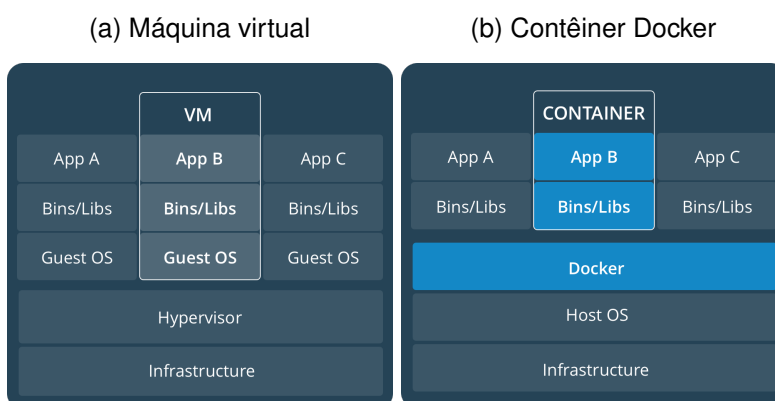 (a) Máquina virtual
(b) Contêiner Docker
VM
App A App B App C
Bins/Libs Bins/Libs Bins/Libs
Guest OS Guest OS Guest OS
Hypervisor
Infrastructure
CONTAINER
App A App B App C
Bins/Libs Bins/Libs Bins/Libs
Docker
Host OS
Infrastructure